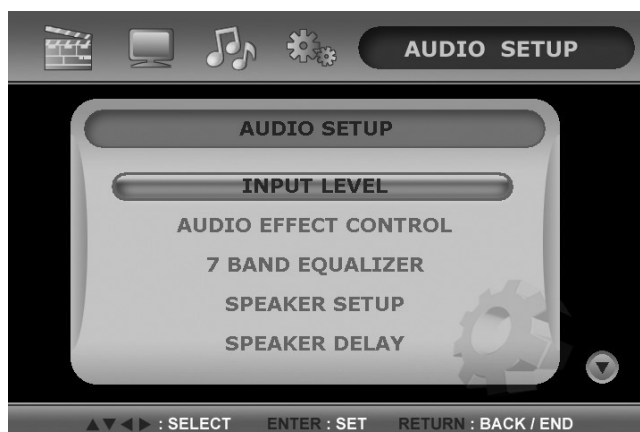 AUDIO SETUP
AUDIO SETUP
INPUT LEVEL
AUDIO EFFECT CONTROL
7 BAND EQUALIZER
SPEAKER SETUP
SPEAKER DELAY
▲▼◀▶ : SELECT ENTER : SET RETURN : BACK / END